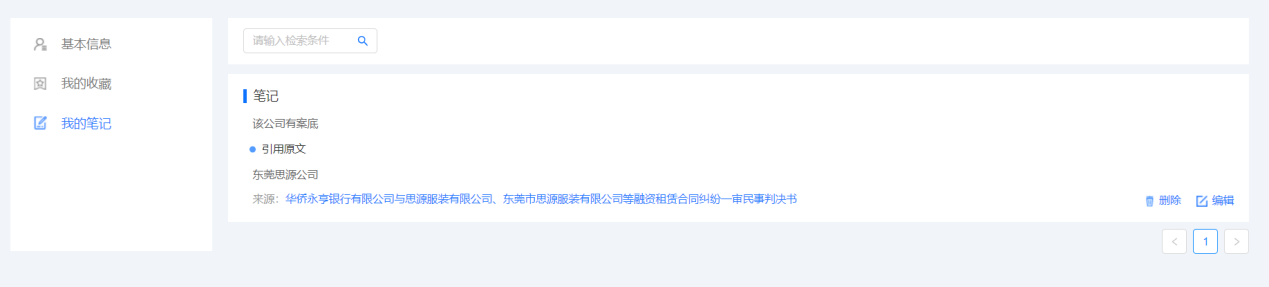 基本信息
我的收藏
我的笔记
请输入检索条件
笔记
该公司有案底
引用原文
东莞思源公司
来源：华侨永亨银行有限公司与思源服装有限公司、东莞市思源服装有限公司等融资租赁合同纠纷一审民事判决书
删除 编辑
< 1 >